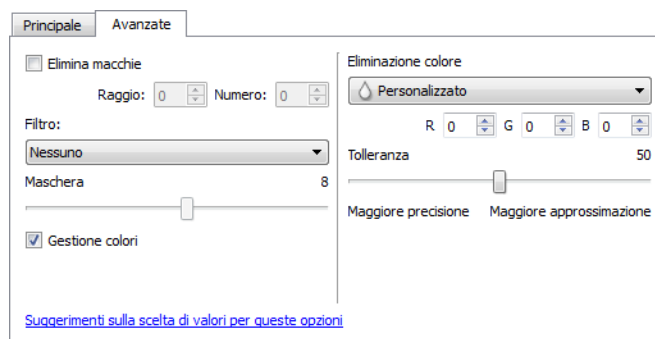 Principale Avanzate
Elimina macchie
Raggio: 0 Numero: 0
Filtro:
Nessuno
Maschera 8
Gestione colori
Suggerimenti sulla scelta di valori per queste opzioni
Eliminazione colore
Personalizzato
R 0 G 0 B 0
Tolleranza 50
Maggiore precisione Maggiore approssimazione